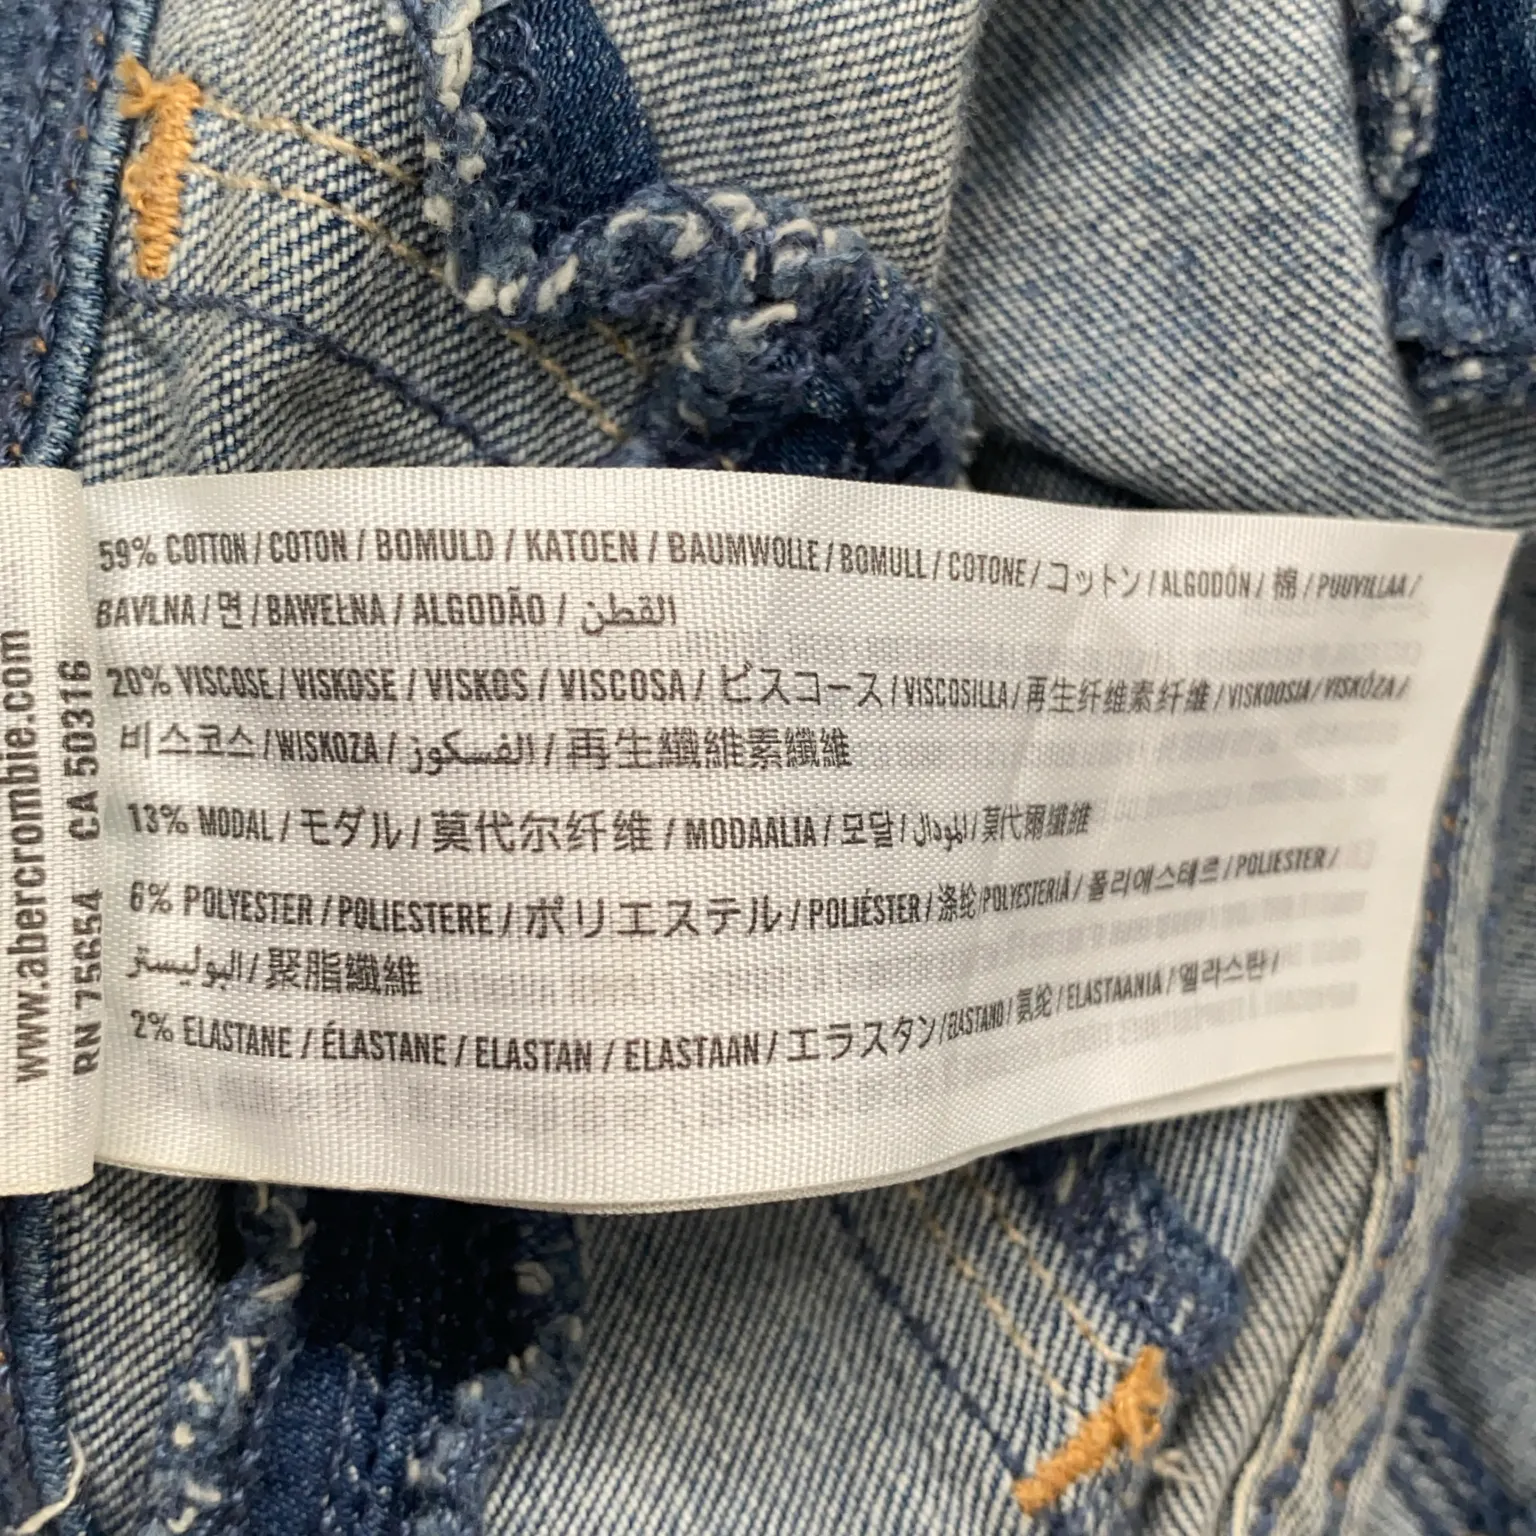 59% COTTON / COTON / BOMULD / KATOEN / BAUMWOLLE / BOMULL / COTONE / コットン / ALGODÓN / 棉 / PUUVILLAA /
BAVLNA / 면 / BAWEŁNA / ALGODÃO / القطن
20% VISCOSE / VISKOSE / VISKOS / VISCOSA / ビスコース / VISCOSILLA / 再生纤维素纤维 / VISKOOSIA / VISKÓZA /
비스코스 / WISKOZA / الفسكوز / 再生纖維素纖維
13% MODAL / モダル / 莫代尔纤维 / MODAALIA / 모달 / المودال / 莫代爾纖維
6% POLYESTER / POLIESTERE / ポリエステル / POLIÉSTER / 涤纶 / POLYESTERIÄ / 폴리에스테르 / POLIESTER /
البوليستر / 聚脂纖維
2% ELASTANE / ÉLASTANE / ELASTAN / ELASTAAN / エラスタン / ELASTANO / 氨纶 / ELASTAANIA / 엘라스탄 /
www.abercrombie.com
RN 75654 CA 50316